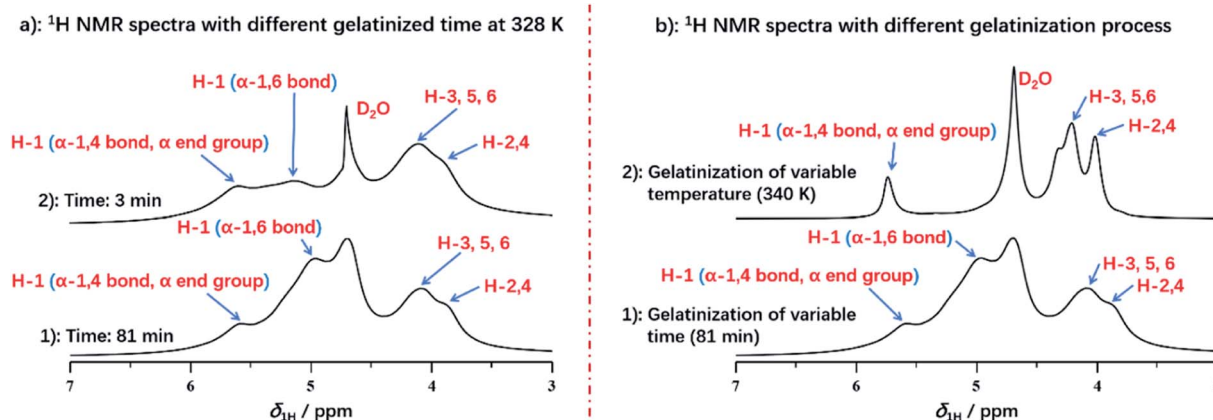 a): ¹H NMR spectra with different gelatinized time at 328 K
H-1 (α-1,6 bond)
D₂O
H-3, 5, 6
H-1 (α-1,4 bond, α end group)
H-2,4
2): Time: 3 min
H-1 (α-1,6 bond)
H-3, 5, 6
H-1 (α-1,4 bond, α end group)
H-2,4
1): Time: 81 min
7 6 5 4 3
δ1H / ppm
b): ¹H NMR spectra with different gelatinization process
D₂O
H-3, 5,6
H-1 (α-1,4 bond, α end group)
H-2,4
2): Gelatinization of variable
temperature (340 K)
H-1 (α-1,6 bond)
H-3, 5, 6
H-1 (α-1,4 bond, α end group)
H-2,4
1): Gelatinization of variable
time (81 min)
7 6 5 4 3
δ1H / ppm